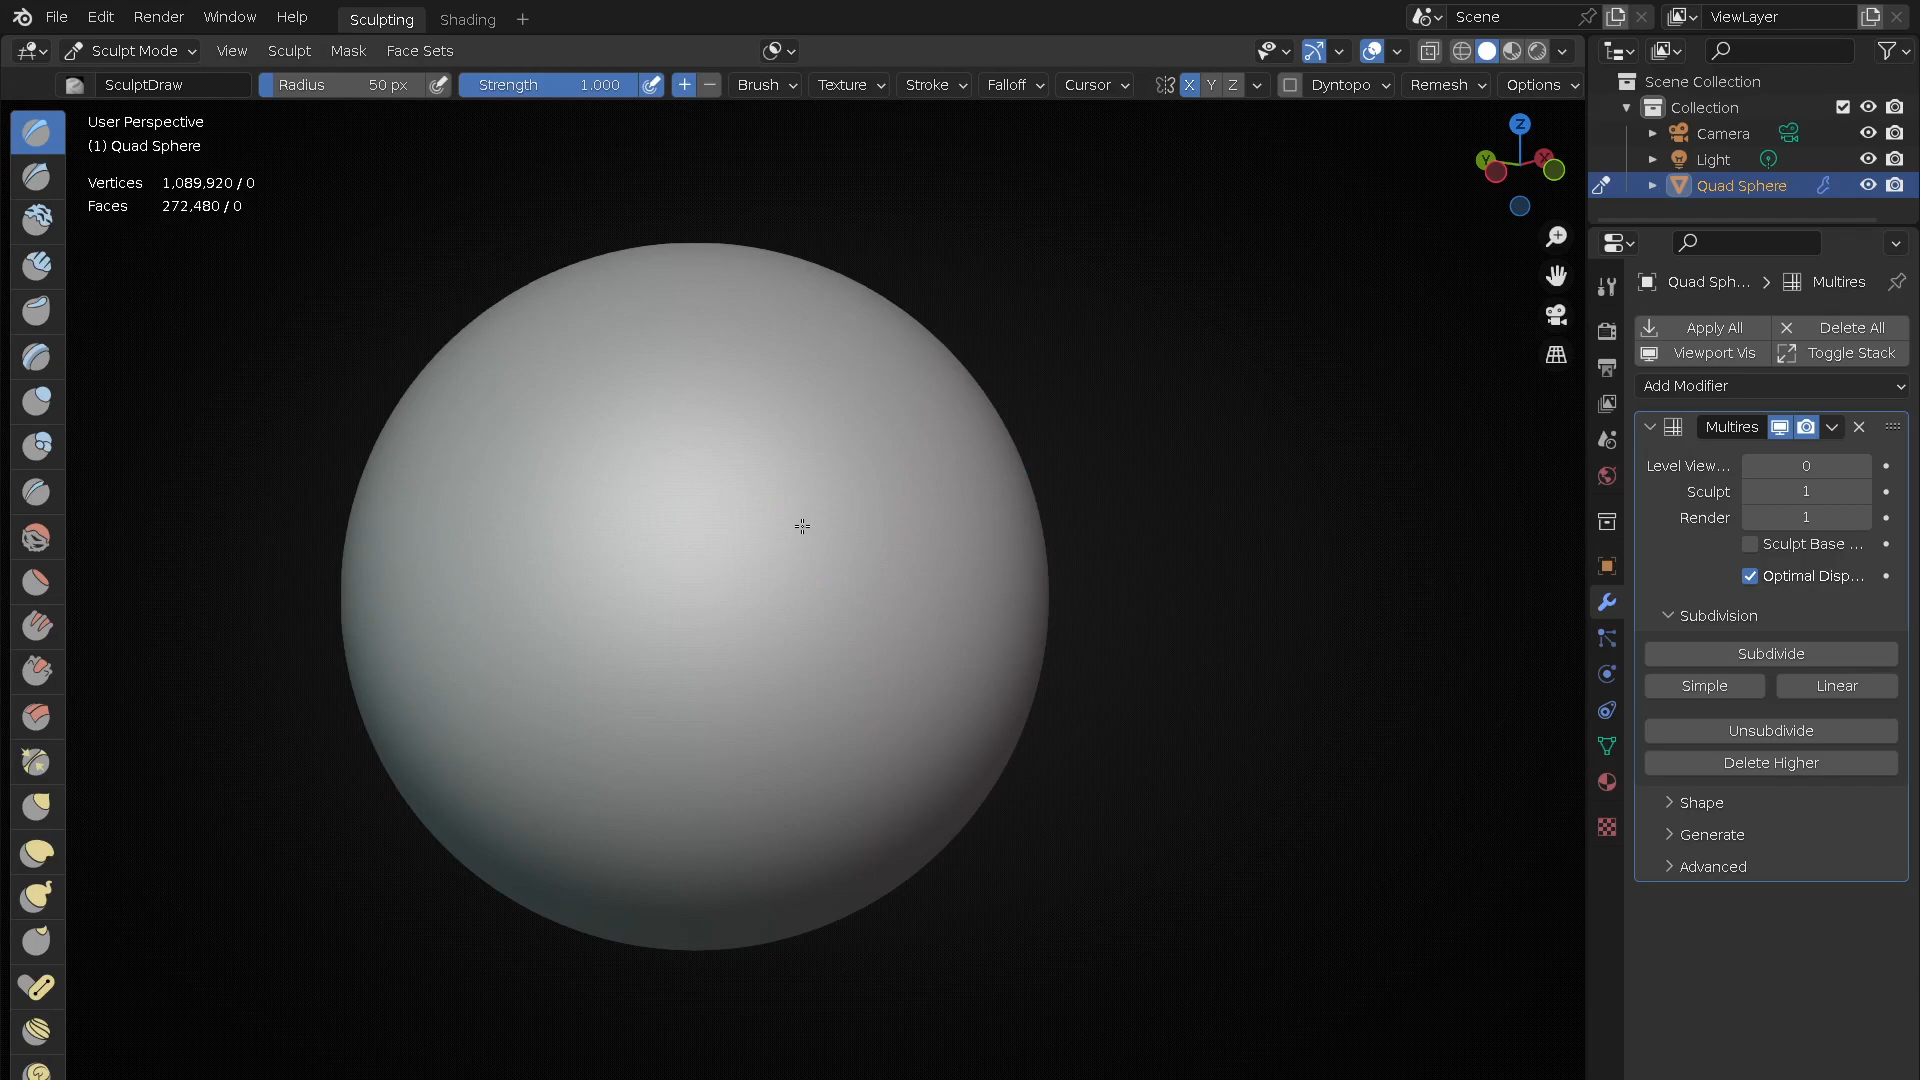 File Edit Render Window Help Sculpting Shading + Scene ViewLayer
Sculpt Mode View Sculpt Mask Face Sets
SculptDraw Radius 50 px Strength 1.000 + − Brush Texture Stroke Falloff Cursor X Y Z Dyntopo Remesh Options
User Perspective
(1) Quad Sphere
Vertices 1,089,920 / 0
Faces 272,480 / 0
Z
Y X
Scene Collection
Collection
Camera
Light
Quad Sphere
Quad Sph... Multires
Apply All Delete All
Viewport Vis Toggle Stack
Add Modifier
Multires
Level View... 0
Sculpt 1
Render 1
Sculpt Base ...
Optimal Disp...
Subdivision
Subdivide
Simple Linear
Unsubdivide
Delete Higher
Shape
Generate
Advanced